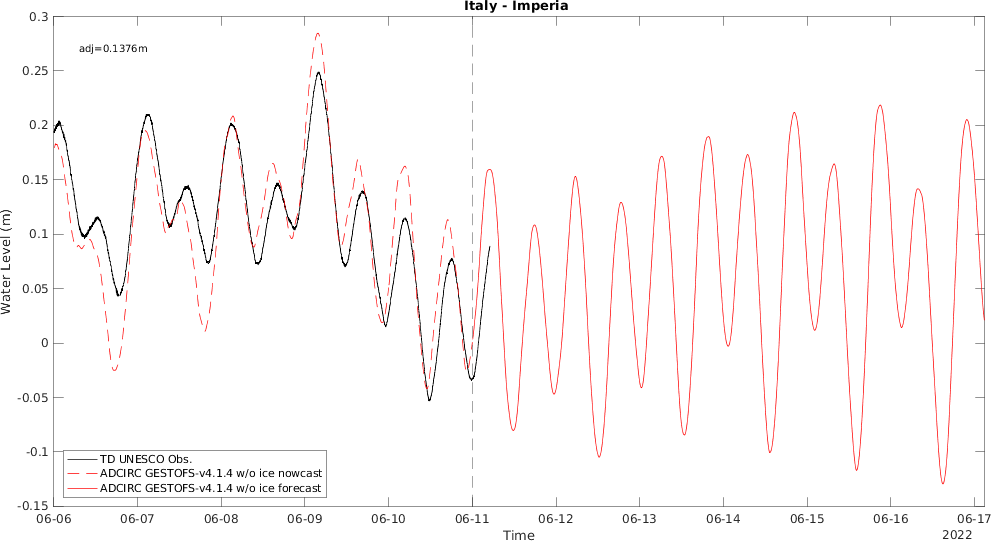 Italy - Imperia
0.3
adj=0.1376m
0.25
0.2
0.15
0.1
0.05
0
-0.05
-0.1
-0.15
Water Level (m)
TD UNESCO Obs.
ADCIRC GESTOFS-v4.1.4 w/o ice nowcast
ADCIRC GESTOFS-v4.1.4 w/o ice forecast
06-06 06-07 06-08 06-09 06-10 06-11 06-12 06-13 06-14 06-15 06-16 06-17
Time
2022